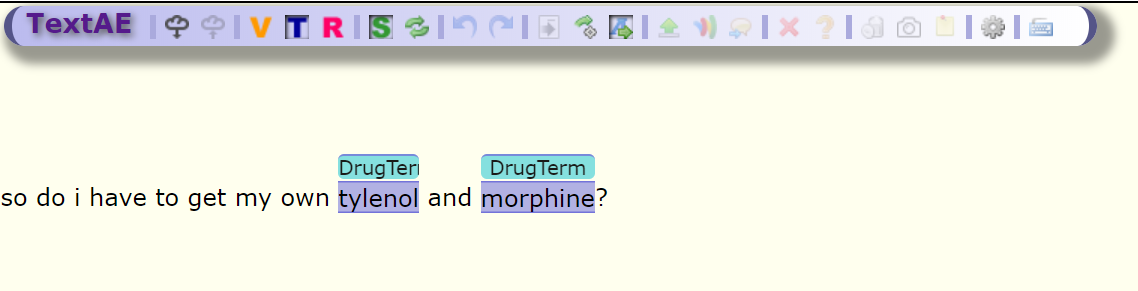 TextAE V T R S
DrugTer DrugTerm
so do i have to get my own tylenol and morphine?